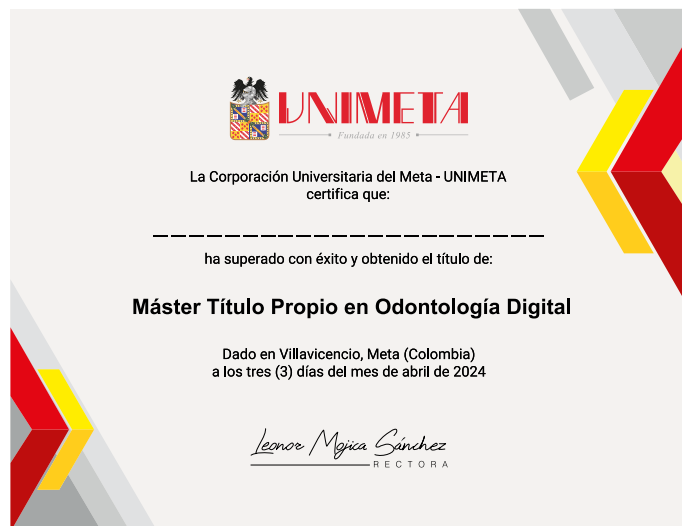 UNIMETA
Fundada en 1985
La Corporación Universitaria del Meta - UNIMETA
certifica que:
ha superado con éxito y obtenido el título de:
Máster Título Propio en Odontología Digital
Dado en Villavicencio, Meta (Colombia)
a los tres (3) días del mes de abril de 2024
Leonor Mojica Sánchez
RECTORA